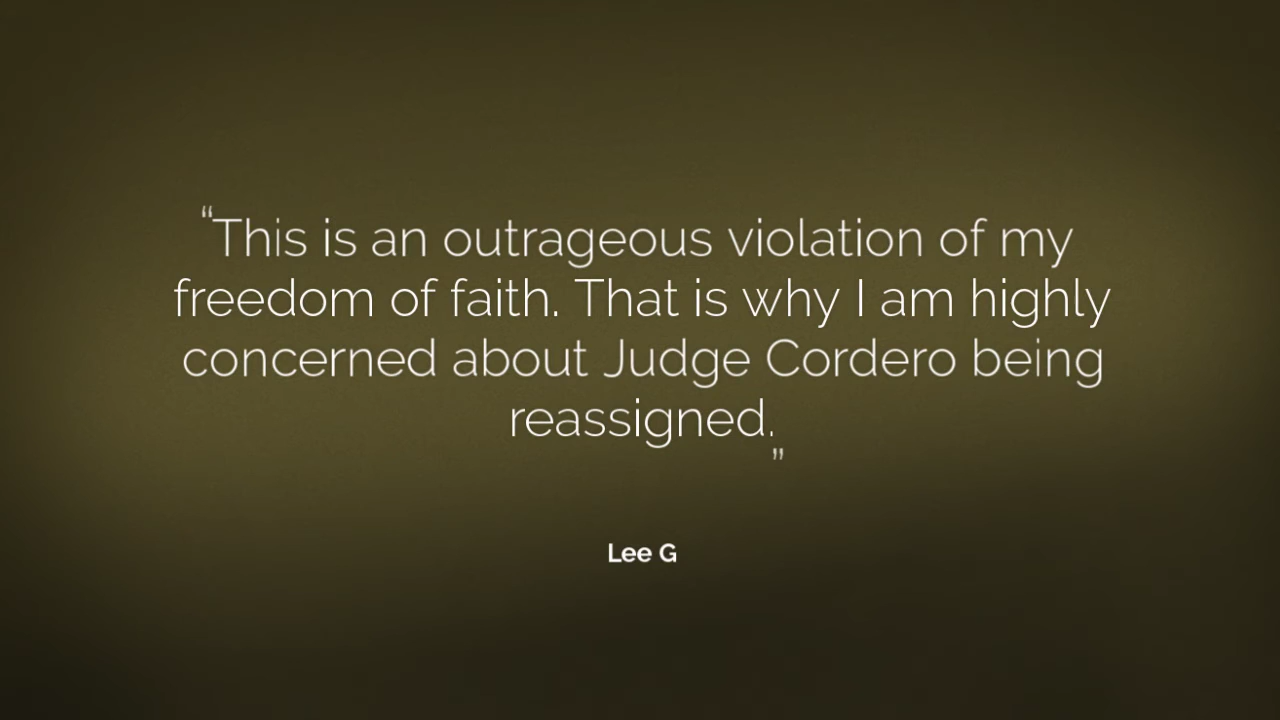 “This is an outrageous violation of my
freedom of faith. That is why I am highly
concerned about Judge Cordero being
reassigned.”
Lee G